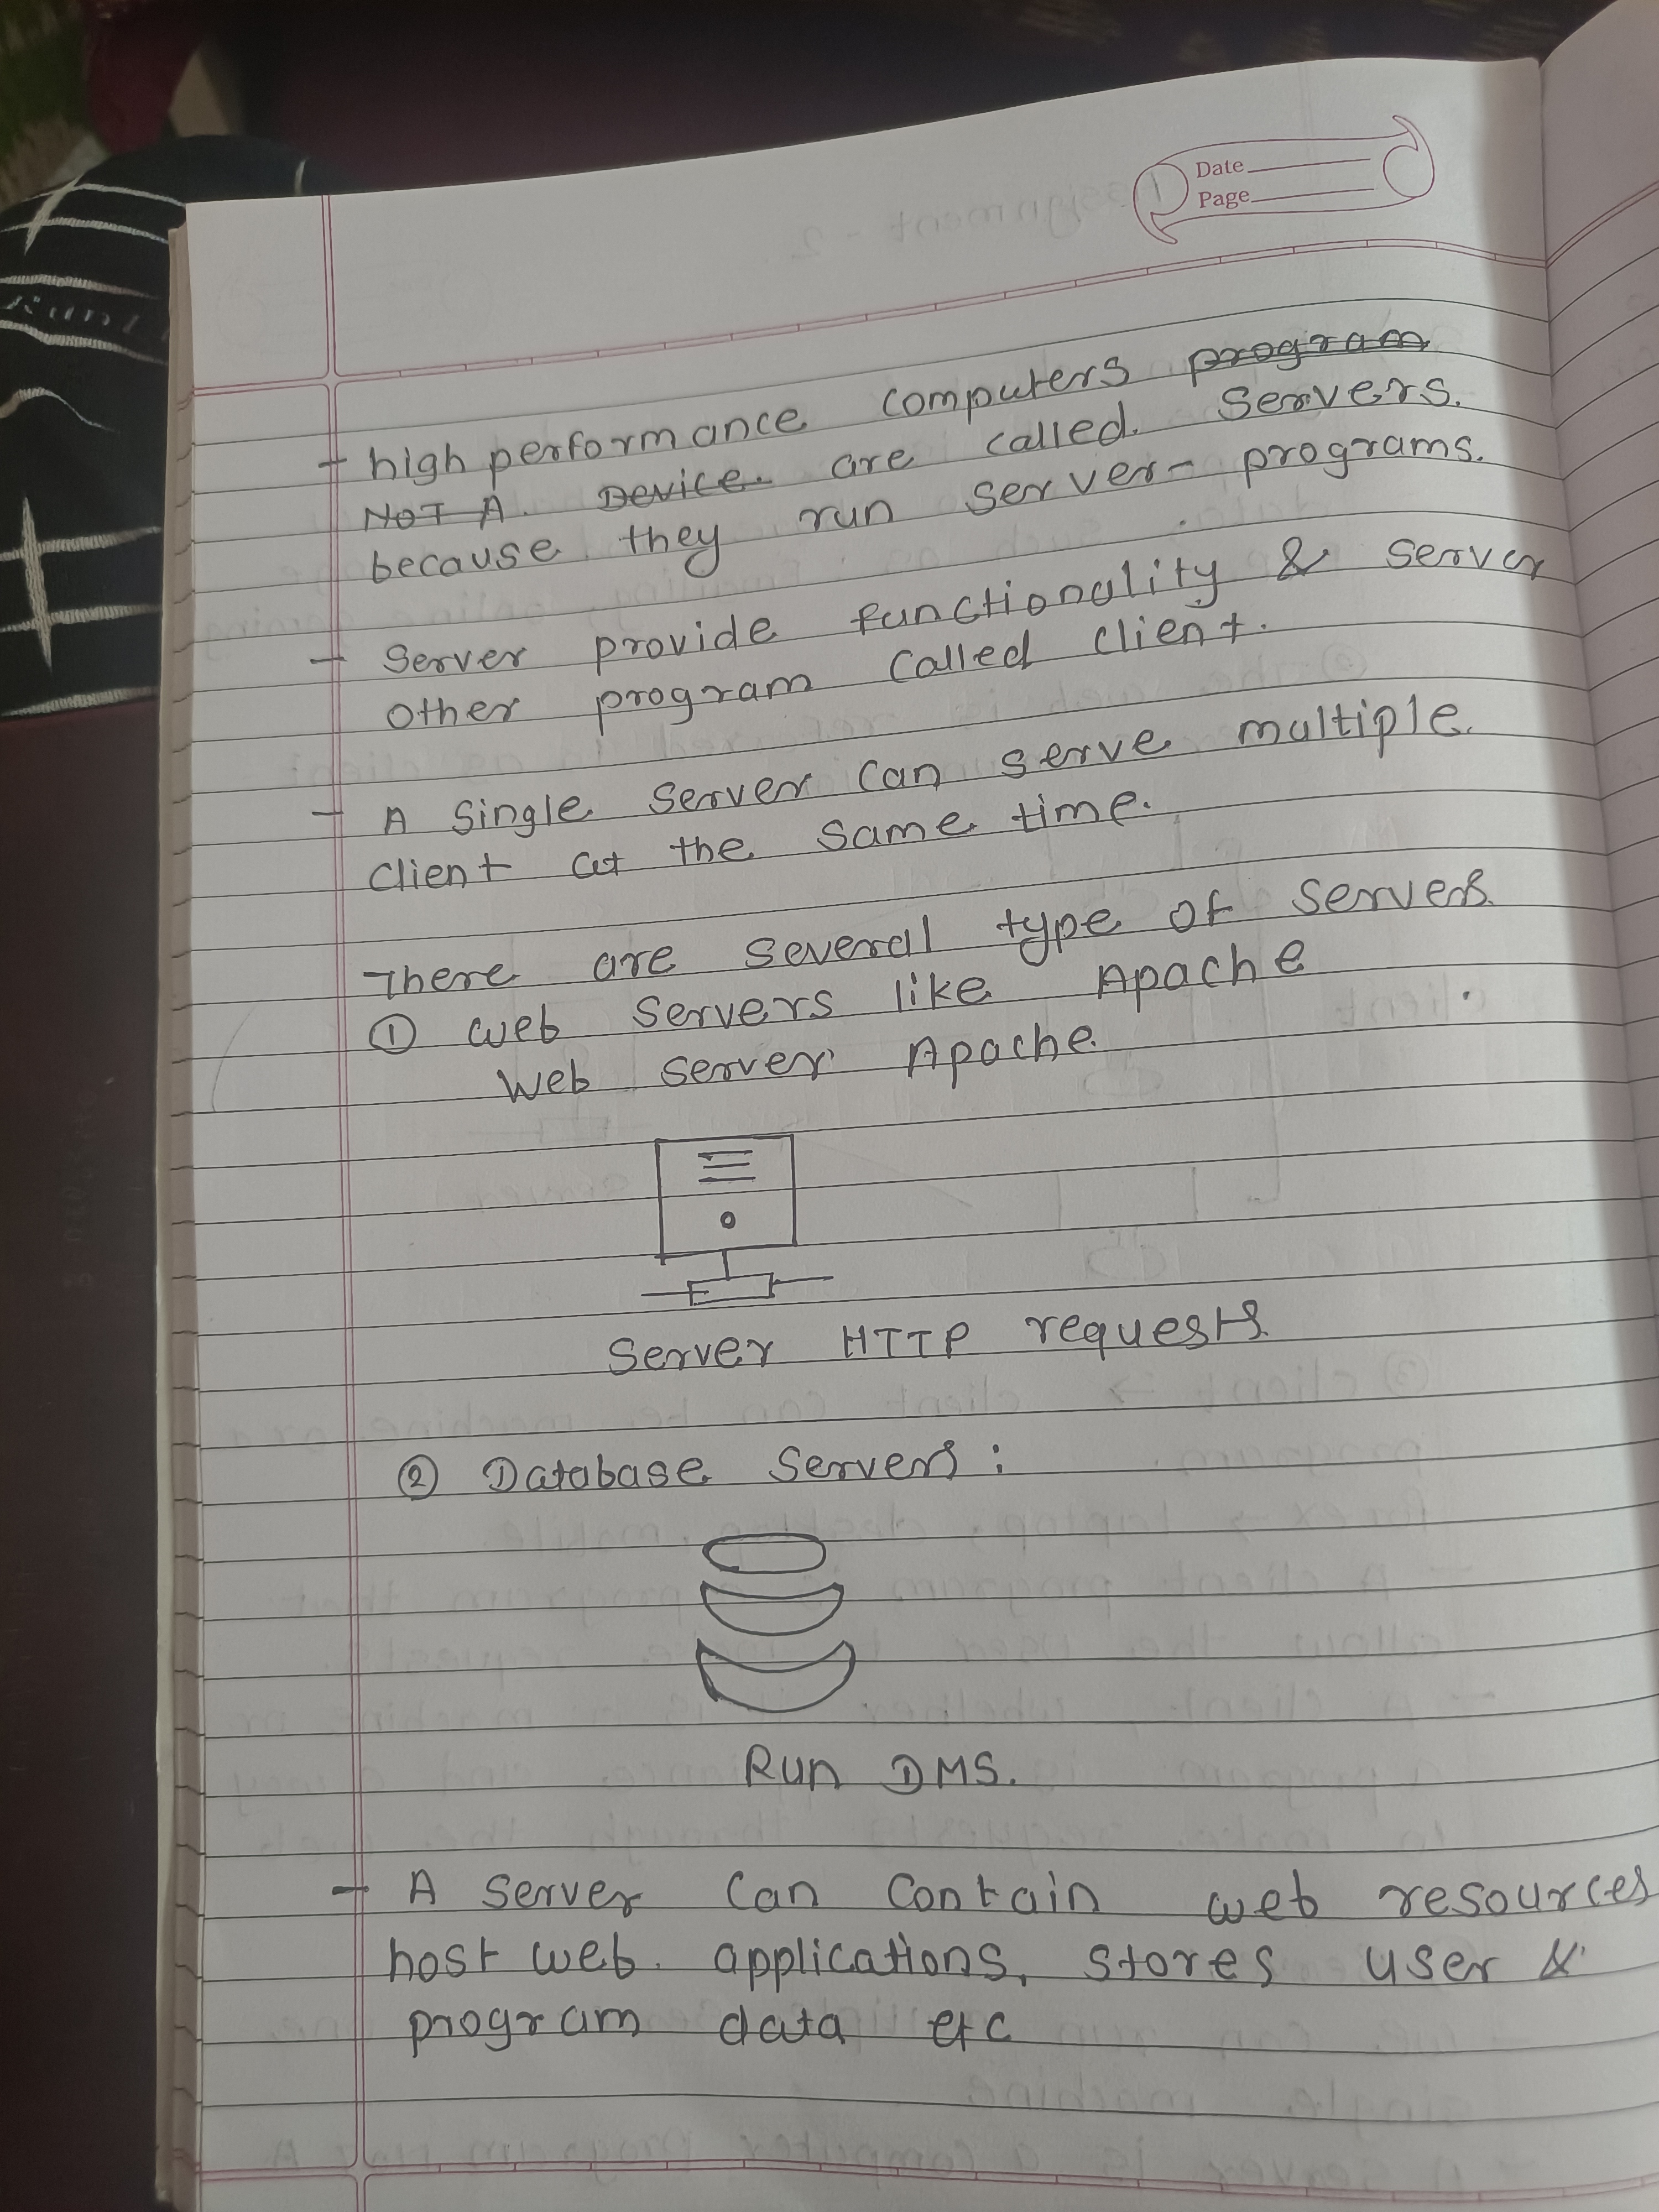 Date
Page
- high performance computers program
NOT A DEVICE are called servers.
because they run server- programs.
- Server provide functionality & server
other program called client.
- A single server can serve multiple
client at the same time.
There are several type of servers
① web servers like Apache
Web server Apache
Server HTTP requests
② Database servers :
Run DMS.
- A server can contain web resources
host web applications, stores user &
program data etc